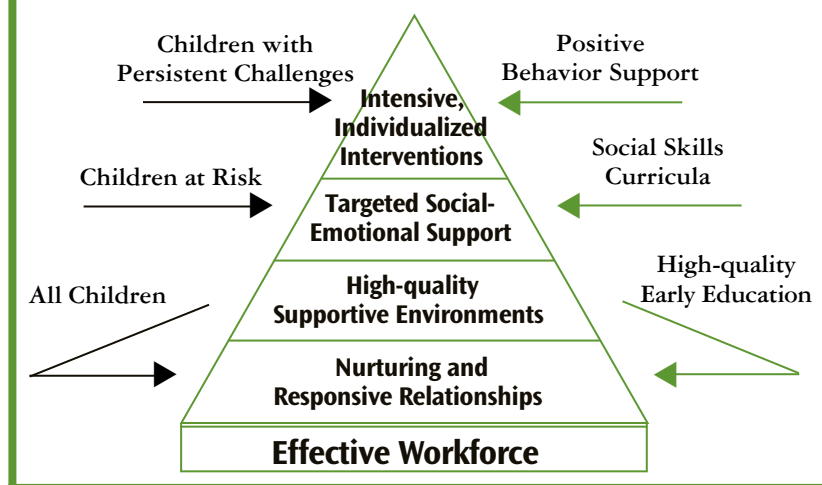 Children with
Persistent Challenges
Positive
Behavior Support
Intensive,
Individualized
Interventions
Children at Risk
Social Skills
Curricula
Targeted Social-
Emotional Support
All Children
High-quality
Early Education
High-quality
Supportive Environments
Nurturing and
Responsive Relationships
Effective Workforce